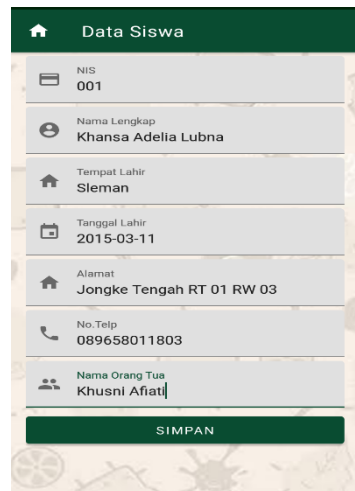 Data Siswa
NIS
001
Nama Lengkap
Khansa Adelia Lubna
Tempat Lahir
Sleman
Tanggal Lahir
2015-03-11
Alamat
Jongke Tengah RT 01 RW 03
No.Telp
089658011803
Nama Orang Tua
Khusni Afiati
SIMPAN